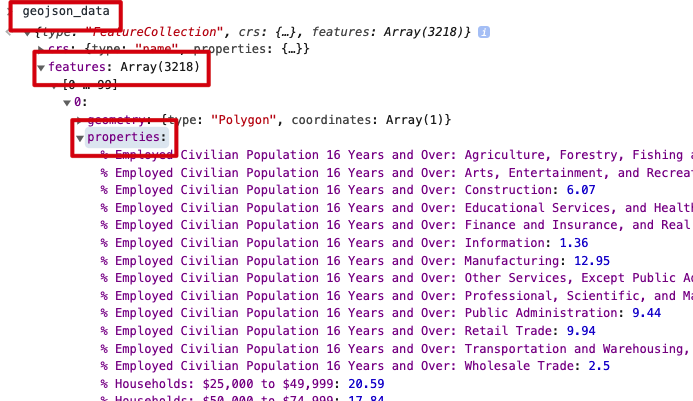 geojson_data
{type: "FeatureCollection", crs: {…}, features: Array(3218)} i
crs: {type: "name", properties: {…}}
features: Array(3218)
[0 … 99]
0:
geometry: {type: "Polygon", coordinates: Array(1)}
properties:
% Employed Civilian Population 16 Years and Over: Agriculture, Forestry, Fishing a
% Employed Civilian Population 16 Years and Over: Arts, Entertainment, and Recreat
% Employed Civilian Population 16 Years and Over: Construction: 6.07
% Employed Civilian Population 16 Years and Over: Educational Services, and Health
% Employed Civilian Population 16 Years and Over: Finance and Insurance, and Real
% Employed Civilian Population 16 Years and Over: Information: 1.36
% Employed Civilian Population 16 Years and Over: Manufacturing: 12.95
% Employed Civilian Population 16 Years and Over: Other Services, Except Public Ad
% Employed Civilian Population 16 Years and Over: Professional, Scientific, and Ma
% Employed Civilian Population 16 Years and Over: Public Administration: 9.44
% Employed Civilian Population 16 Years and Over: Retail Trade: 9.94
% Employed Civilian Population 16 Years and Over: Transportation and Warehousing,
% Employed Civilian Population 16 Years and Over: Wholesale Trade: 2.5
% Households: $25,000 to $49,999: 20.59
% Households: $50,000 to $74,999: 17.84